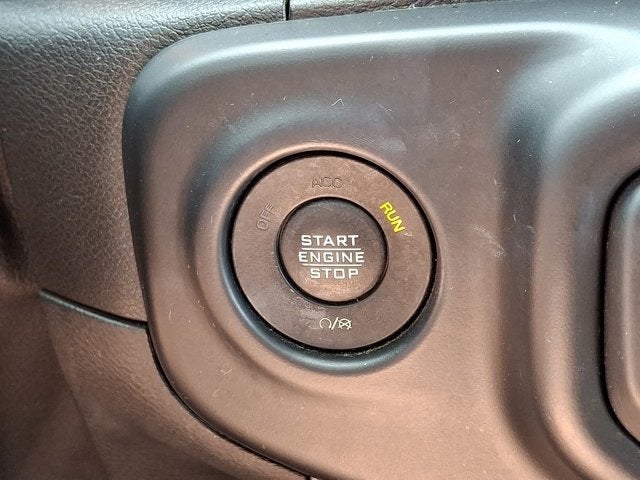 OFF
ACC
RUN
START
ENGINE
STOP